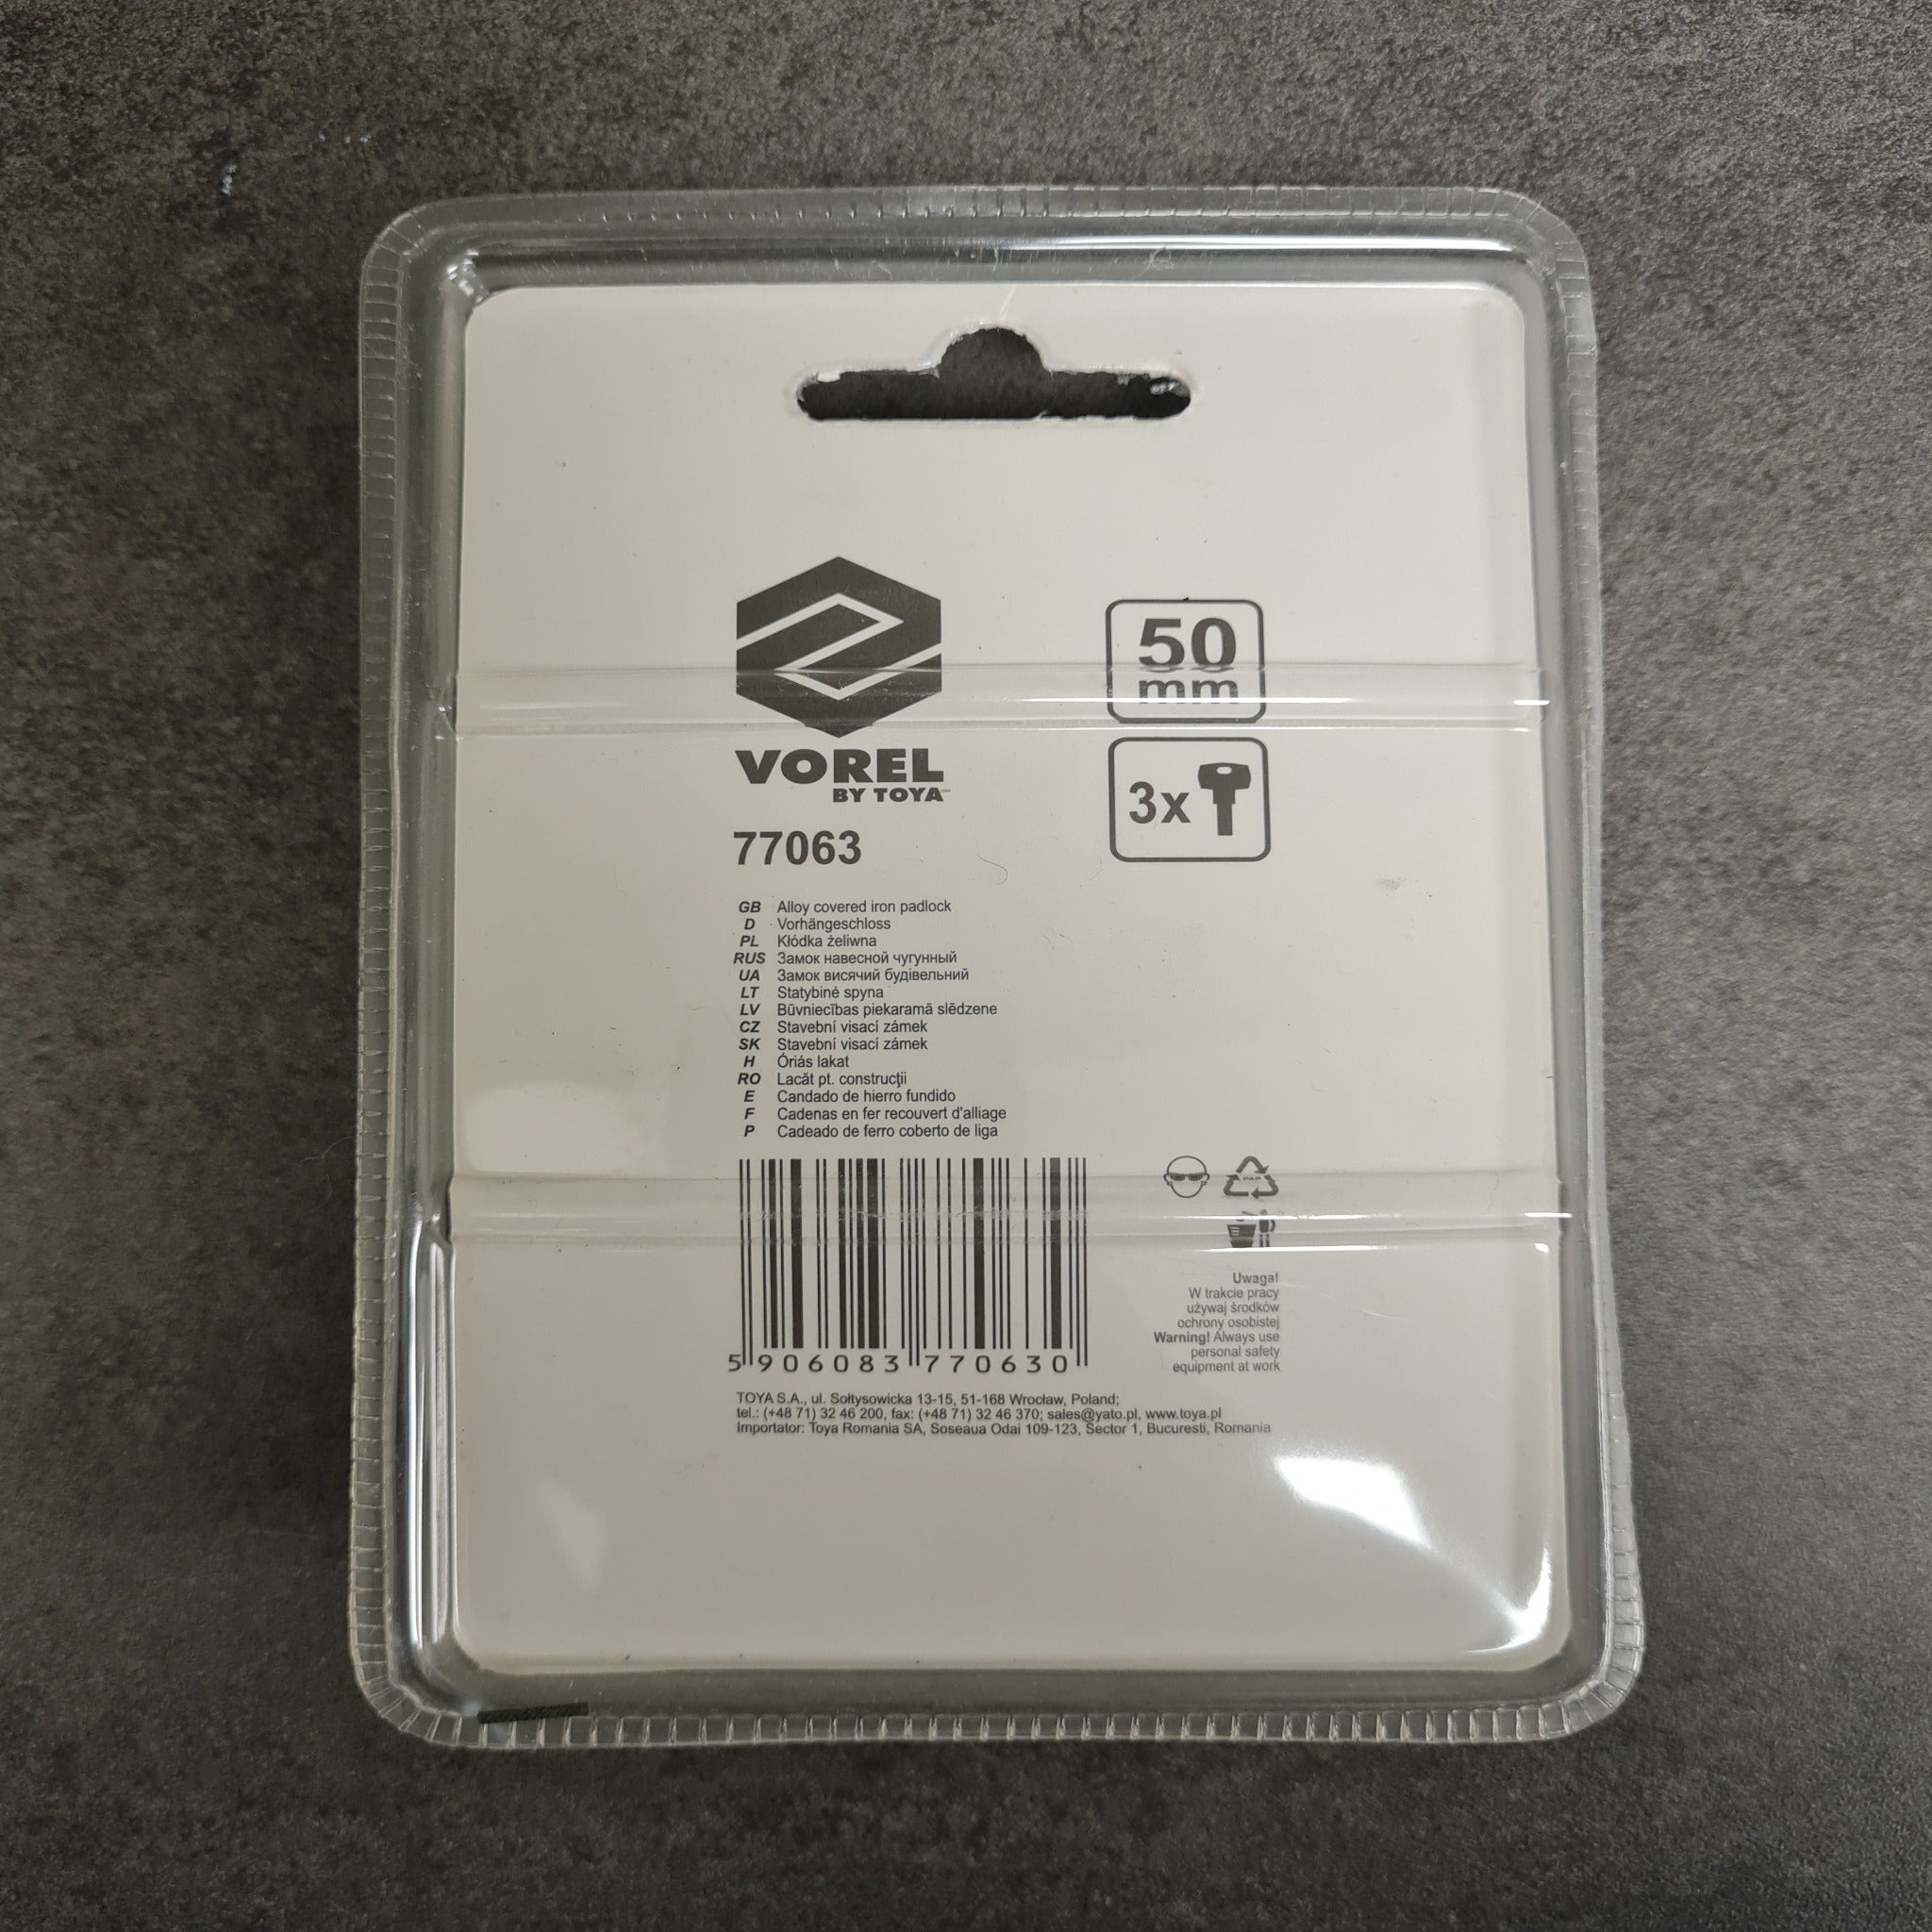 50
mm
VOREL
BY TOYA
3x
77063
GB Alloy covered iron padlock
D Vorhängeschloss
PL Kłódka żeliwna
RUS Замок навесной чугунный
UA Замок висячий будівельний
LT Statybinė spyna
LV Būvniecības piekaramā slēdzene
CZ Stavební visací zámek
SK Stavební visací zámek
H Óriás lakat
RO Lacăt pt. construcţii
E Candado de hierro fundido
F Cadenas en fer recouvert d'alliage
P Cadeado de ferro coberto de liga
PAP
5 906083 770630
Uwaga!
W trakcie pracy
używaj środków
ochrony osobistej
Warning! Always use
personal safety
equipment at work
TOYA S.A., ul. Sołtysowicka 13-15, 51-168 Wrocław, Poland;
tel.: (+48 71) 32 46 200, fax: (+48 71) 32 46 370; sales@yato.pl, www.toya.pl
Importator: Toya Romania SA, Soseaua Odai 109-123, Sector 1, Bucuresti, Romania